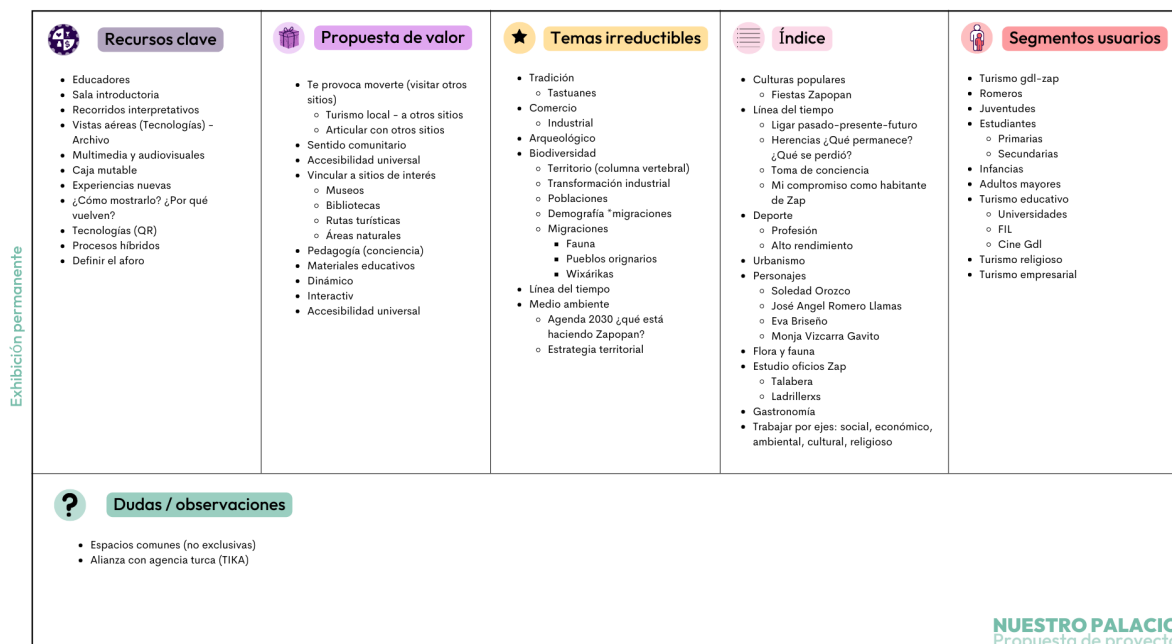 Exhibición permanente
Recursos clave
Educadores
Sala introductoria
Recorridos interpretativos
Vistas aéreas (Tecnologías) -
Archivo
Multimedia y audiovisuales
Caja mutable
Experiencias nuevas
¿Cómo mostrarlo? ¿Por qué
vuelven?
Tecnologías (QR)
Procesos híbridos
Definir el aforo
Propuesta de valor
Te provoca moverte (visitar otros
sitios)
Turismo local - a otros sitios
Articular con otros sitios
Sentido comunitario
Accesibilidad universal
Vincular a sitios de interés
Museos
Bibliotecas
Rutas turísticas
Áreas naturales
Pedagogía (conciencia)
Materiales educativos
Dinámico
Interactiv
Accesibilidad universal
Temas irreductibles
Tradición
Tastuanes
Comercio
Industrial
Arqueológico
Biodiversidad
Territorio (columna vertebral)
Transformación industrial
Poblaciones
Demografía *migraciones
Migraciones
Fauna
Pueblos orignarios
Wixárikas
Línea del tiempo
Medio ambiente
Agenda 2030 ¿qué está
haciendo Zapopan?
Estrategia territorial
Índice
Culturas populares
Fiestas Zapopan
Línea del tiempo
Ligar pasado-presente-futuro
Herencias ¿Qué permanece?
¿Qué se perdió?
Toma de conciencia
Mi compromiso como habitante
de Zap
Deporte
Profesión
Alto rendimiento
Urbanismo
Personajes
Soledad Orozco
José Angel Romero Llamas
Eva Briseño
Monja Vizcarra Gavito
Flora y fauna
Estudio oficios Zap
Talabera
Ladrillerxs
Gastronomía
Trabajar por ejes: social, económico,
ambiental, cultural, religioso
Segmentos usuarios
Turismo gdl-zap
Romeros
Juventudes
Estudiantes
Primarias
Secundarias
Infancias
Adultos mayores
Turismo educativo
Universidades
FIL
Cine Gdl
Turismo religioso
Turismo empresarial
Dudas / observaciones
Espacios comunes (no exclusivas)
Alianza con agencia turca (TIKA)
NUESTRO PALACIO
Propuesta de proyecto